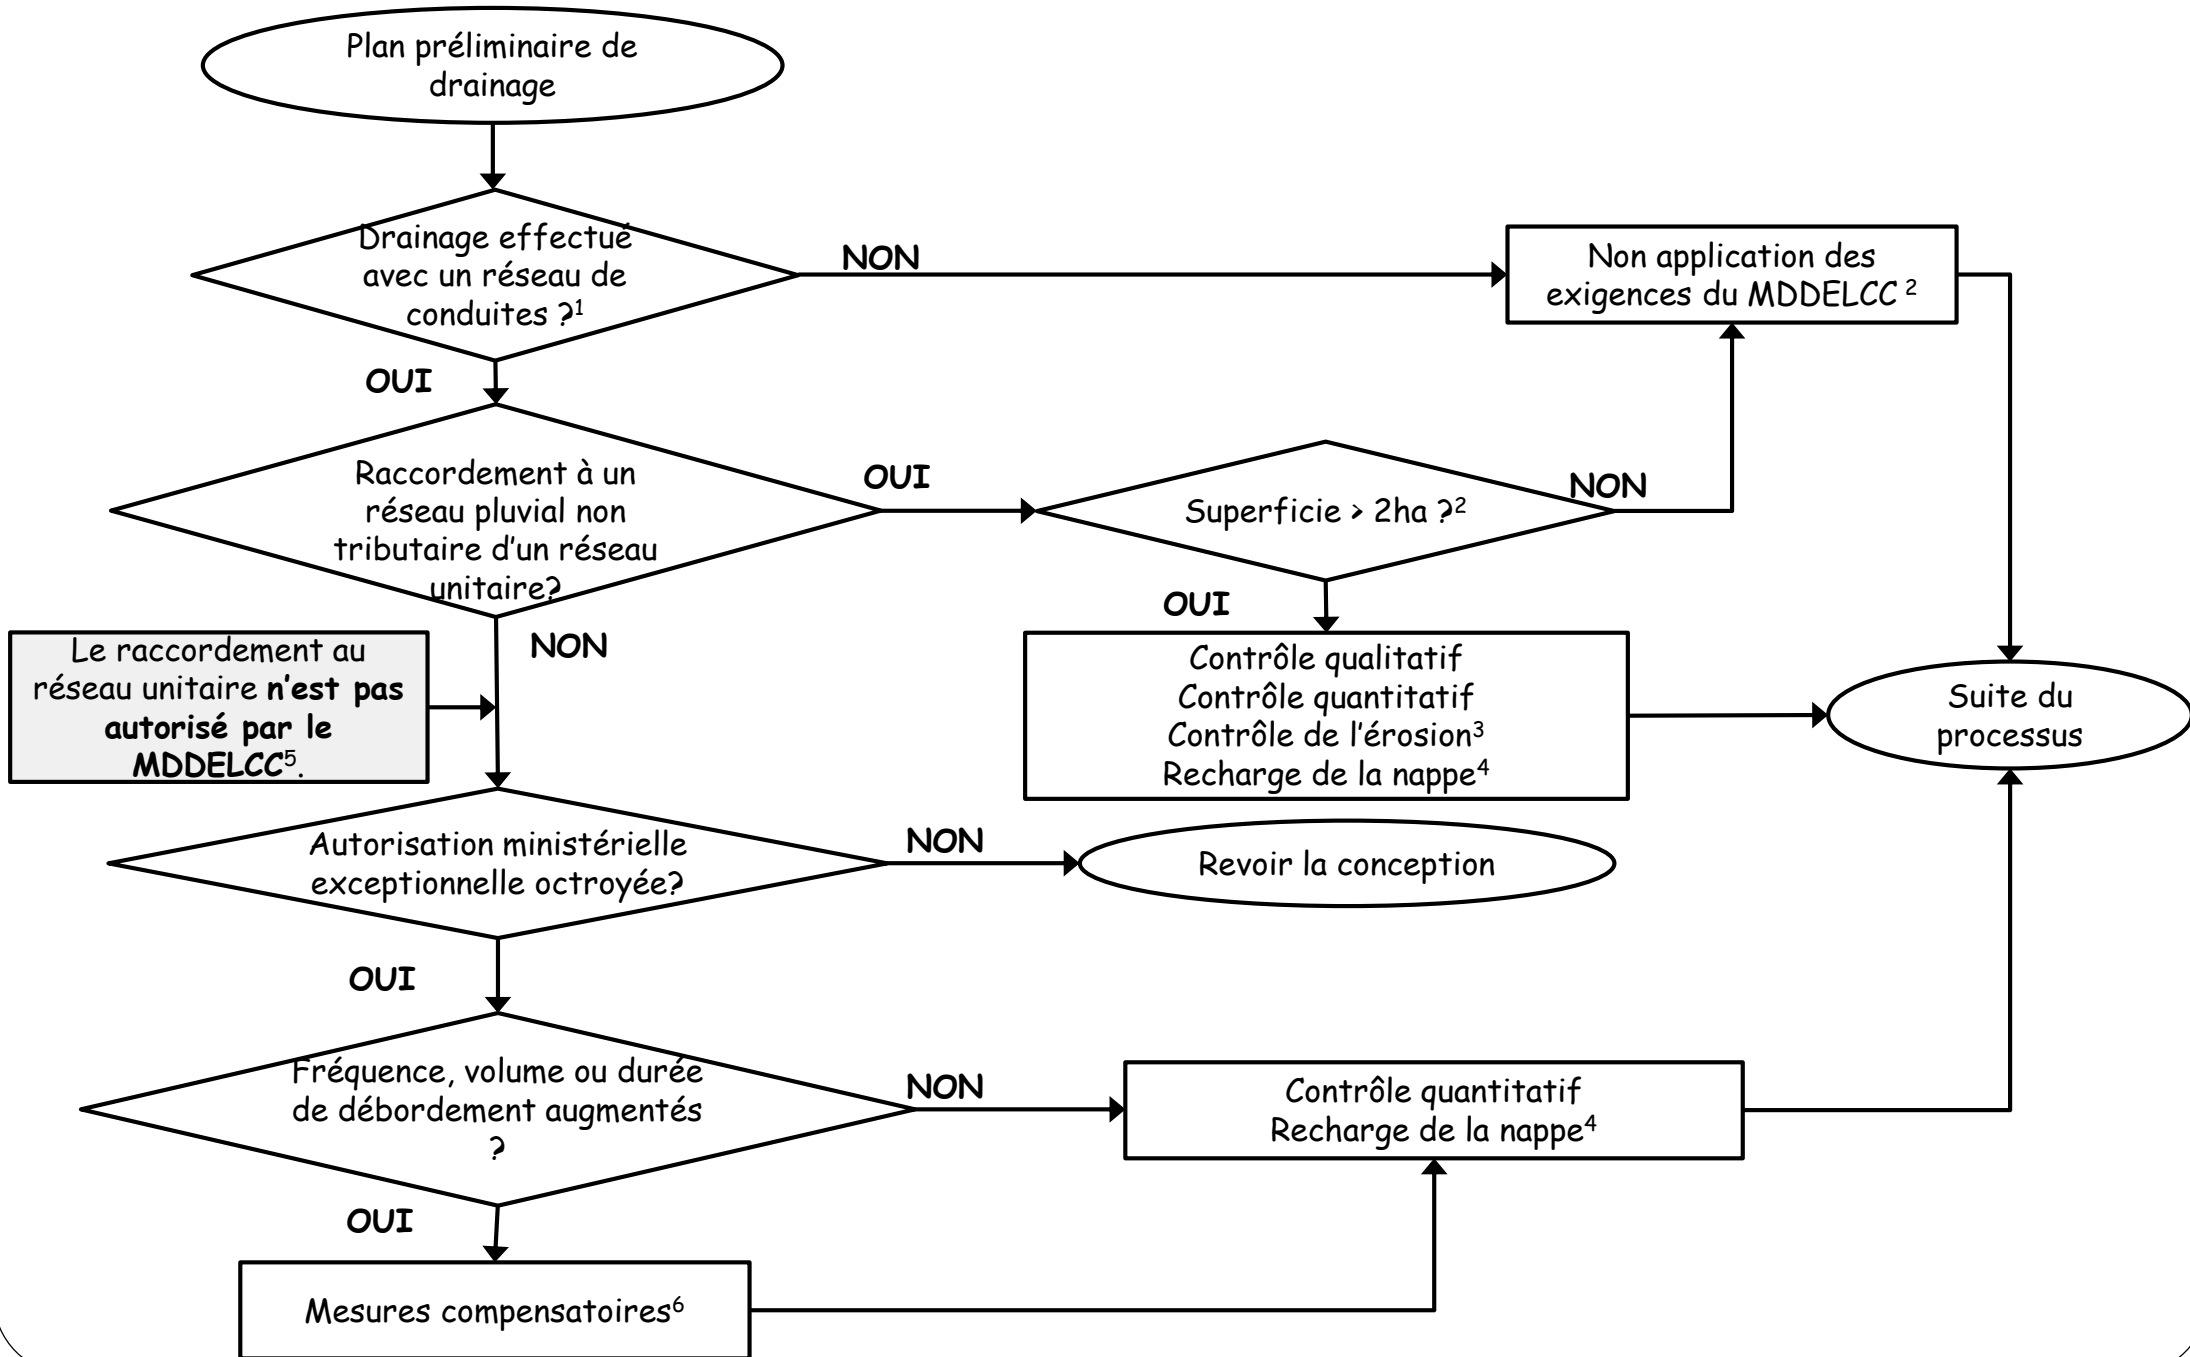 Plan préliminaire de
drainage
Drainage effectué
avec un réseau de
conduites ?¹
NON
Non application des
exigences du MDDELCC ²
OUI
Raccordement à un
réseau pluvial non
tributaire d'un réseau
unitaire?
OUI
Superficie > 2ha ?²
NON
OUI
NON
Le raccordement au
réseau unitaire n'est pas
autorisé par le
MDDELCC⁵.
Contrôle qualitatif
Contrôle quantitatif
Contrôle de l'érosion³
Recharge de la nappe⁴
Suite du
processus
Autorisation ministérielle
exceptionnelle octroyée?
NON
Revoir la conception
OUI
Fréquence, volume ou durée
de débordement augmentés
?
NON
Contrôle quantitatif
Recharge de la nappe⁴
OUI
Mesures compensatoires⁶